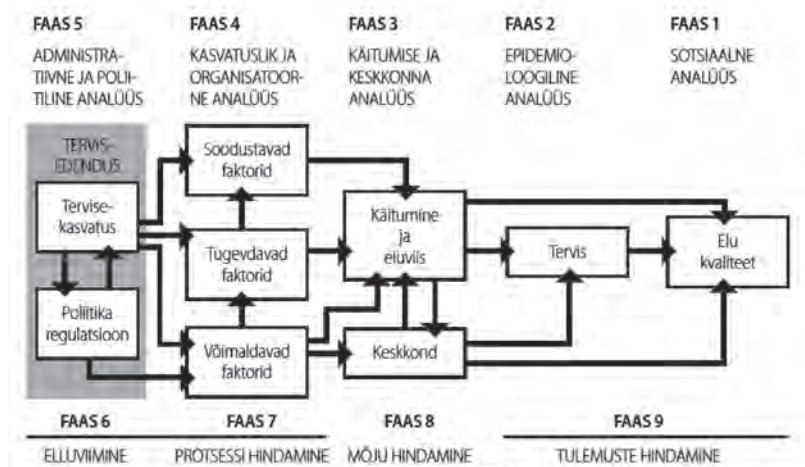 FAAS 5
ADMINISTRA-
TIIVNE JA POLII-
TILINE ANALÜÜS
FAAS 4
KASVATUSLIK JA
ORGANISATOOR-
NE ANALÜÜS
FAAS 3
KÄITUMISE JA
KESKKONNA
ANALÜÜS
FAAS 2
EPIDEMIO-
LOOGILINE
ANALÜÜS
FAAS 1
SOTSIAALNE
ANALÜÜS
TERVIS-
EDENDUS
Tervise-
kasvatus
Poliitika
regulatsioon
Soodustavad
faktorid
Tugevdavad
faktorid
Võimaldavad
faktorid
Käitumine
ja
eluviis
Keskkond
Tervis
Elu
kvaliteet
FAAS 6
ELLUVIIMINE
FAAS 7
PROTSESSI HINDAMINE
FAAS 8
MÕJU HINDAMINE
FAAS 9
TULEMUSTE HINDAMINE